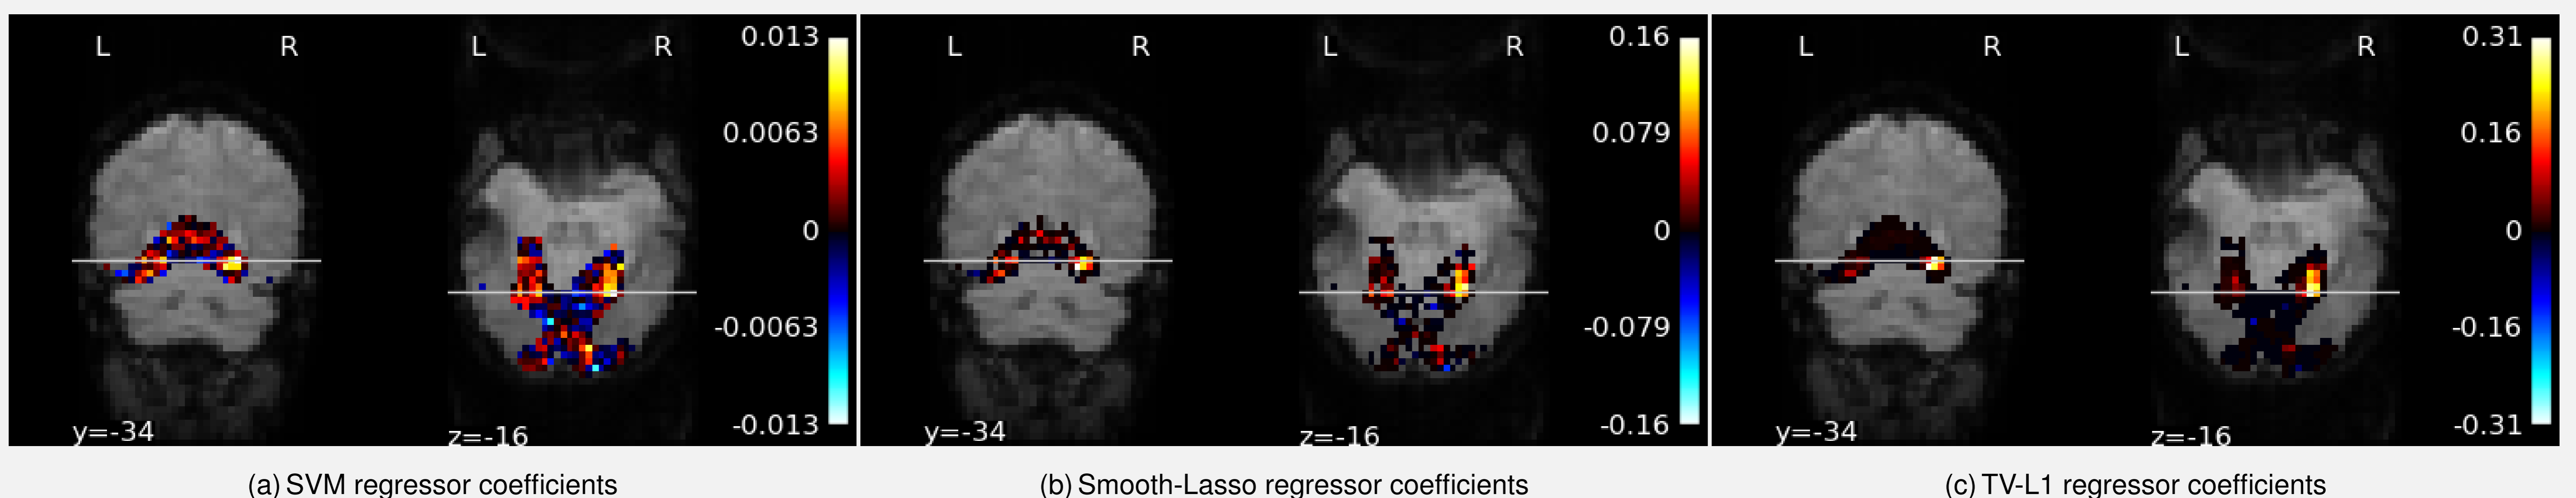 L R L R 0.013
0.0063
0
-0.0063
-0.013
y=-34 z=-16
L R L R 0.16
0.079
0
-0.079
-0.16
y=-34 z=-16
L R L R 0.31
0.16
0
-0.16
-0.31
y=-34 z=-16
(a) SVM regressor coefficients
(b) Smooth-Lasso regressor coefficients
(c) TV-L1 regressor coefficients